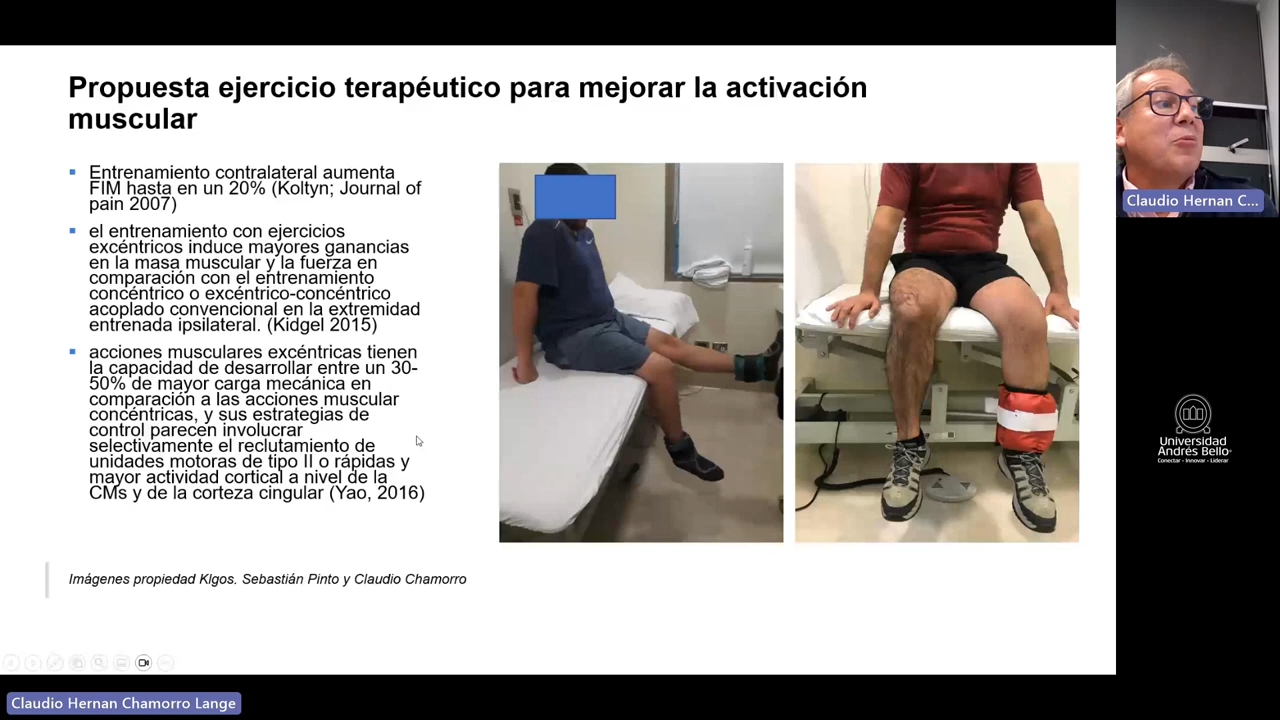 Propuesta ejercicio terapéutico para mejorar la activación
muscular
Entrenamiento contralateral aumenta
FIM hasta en un 20% (Koltyn; Journal of
pain 2007)
el entrenamiento con ejercicios
excéntricos induce mayores ganancias
en la masa muscular y la fuerza en
comparación con el entrenamiento
concéntrico o excéntrico-concéntrico
acoplado convencional en la extremidad
entrenada ipsilateral. (Kidgel 2015)
acciones musculares excéntricas tienen
la capacidad de desarrollar entre un 30-
50% de mayor carga mecánica en
comparación a las acciones muscular
concéntricas, y sus estrategias de
control parecen involucrar
selectivamente el reclutamiento de
unidades motoras de tipo II o rápidas y
mayor actividad cortical a nivel de la
CMs y de la corteza cingular (Yao, 2016)
Imágenes propiedad Klgos. Sebastián Pinto y Claudio Chamorro
Claudio Hernan C...
Universidad
Andrés Bello
Conectar - Innovar - Liderar
Claudio Hernan Chamorro Lange